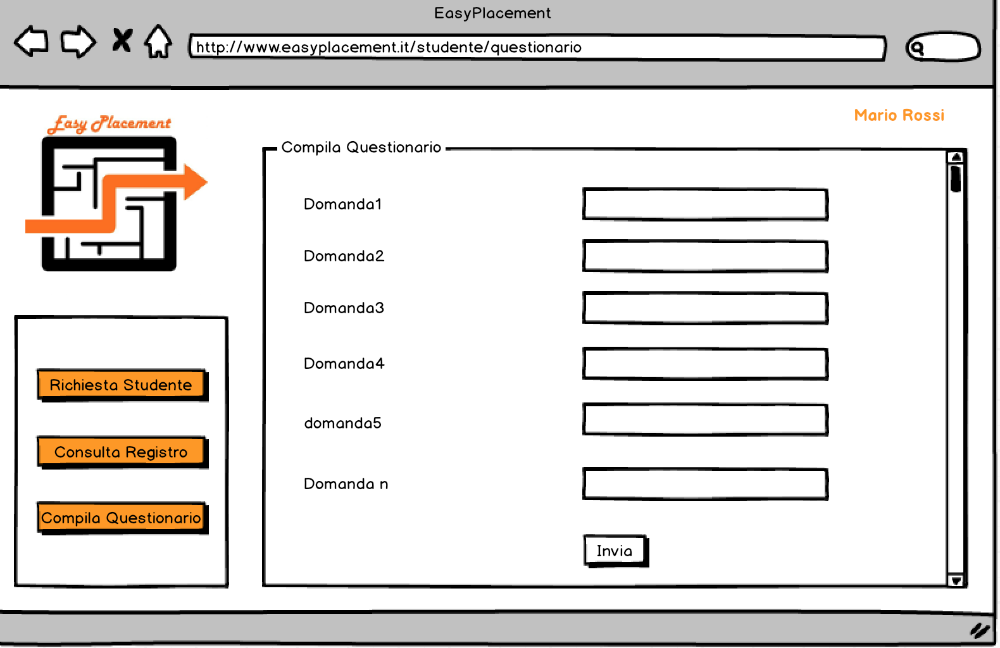 EasyPlacement
http://www.easyplacement.it/studente/questionario
Easy Placement
Mario Rossi
Compila Questionario
Domanda1
Domanda2
Domanda3
Domanda4
domanda5
Domanda n
Invia
Richiesta Studente
Consulta Registro
Compila Questionario